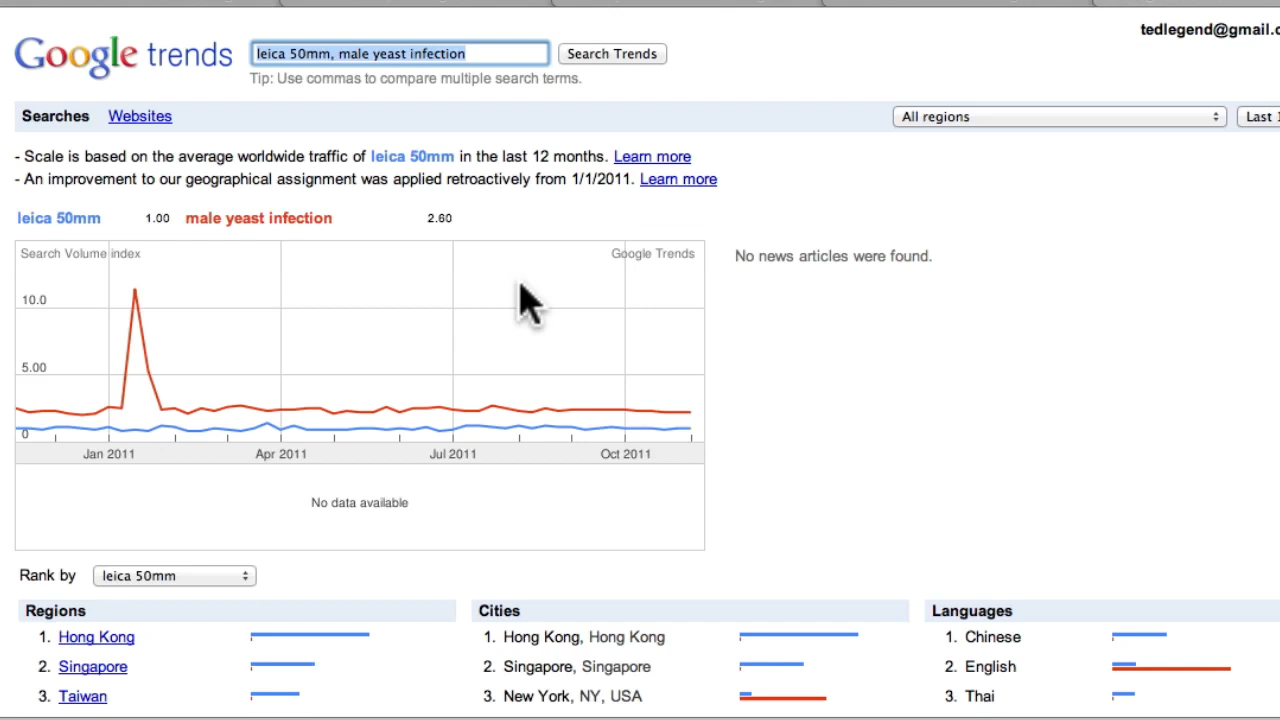 tedlegend@gmail.c
Google trends
leica 50mm, male yeast infection
Search Trends
Tip: Use commas to compare multiple search terms.
Searches Websites
All regions
Last 1
- Scale is based on the average worldwide traffic of leica 50mm in the last 12 months. Learn more
- An improvement to our geographical assignment was applied retroactively from 1/1/2011. Learn more
leica 50mm 1.00 male yeast infection 2.60
Search Volume index
Google Trends
No news articles were found.
10.0
5.00
0
Jan 2011 Apr 2011 Jul 2011 Oct 2011
No data available
Rank by leica 50mm
Regions
1. Hong Kong
2. Singapore
3. Taiwan
Cities
1. Hong Kong, Hong Kong
2. Singapore, Singapore
3. New York, NY, USA
Languages
1. Chinese
2. English
3. Thai